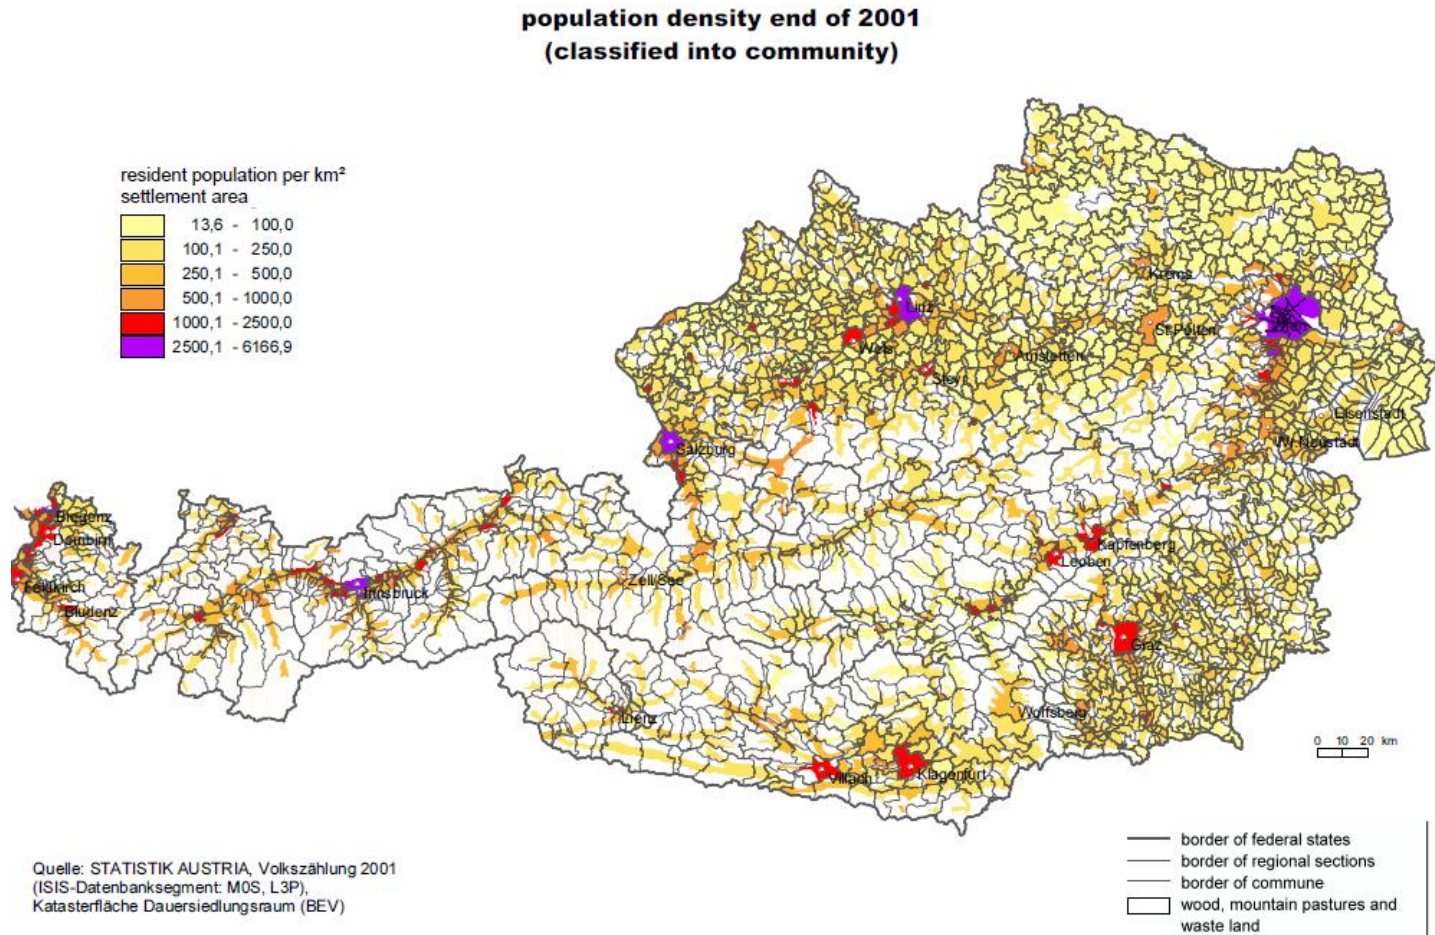 population density end of 2001
(classified into community)
resident population per km²
settlement area
13,6 - 100,0
100,1 - 250,0
250,1 - 500,0
500,1 - 1000,0
1000,1 - 2500,0
2500,1 - 6166,9
Krems
Linz
Wien
St.Pölten
Wels
Amstetten
Steyr
Eisenstadt
Wr.Neustadt
Salzburg
Bregenz
Dornbirn
Kapfenberg
Leoben
Feldkirch
Innsbruck
Zell/See
Bludenz
Graz
Wolfsberg
Lienz
0 10 20 km
Villach
Klagenfurt
border of federal states
border of regional sections
border of commune
wood, mountain pastures and
waste land
Quelle: STATISTIK AUSTRIA, Volkszählung 2001
(ISIS-Datenbanksegment: M0S, L3P),
Katasterfläche Dauersiedlungsraum (BEV)